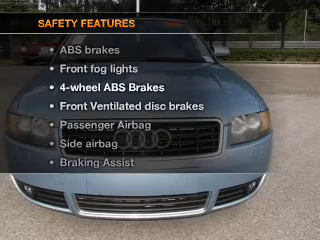 SAFETY FEATURES
• ABS brakes
• Front fog lights
• 4-wheel ABS Brakes
• Front Ventilated disc brakes
• Passenger Airbag
• Side airbag
• Braking Assist